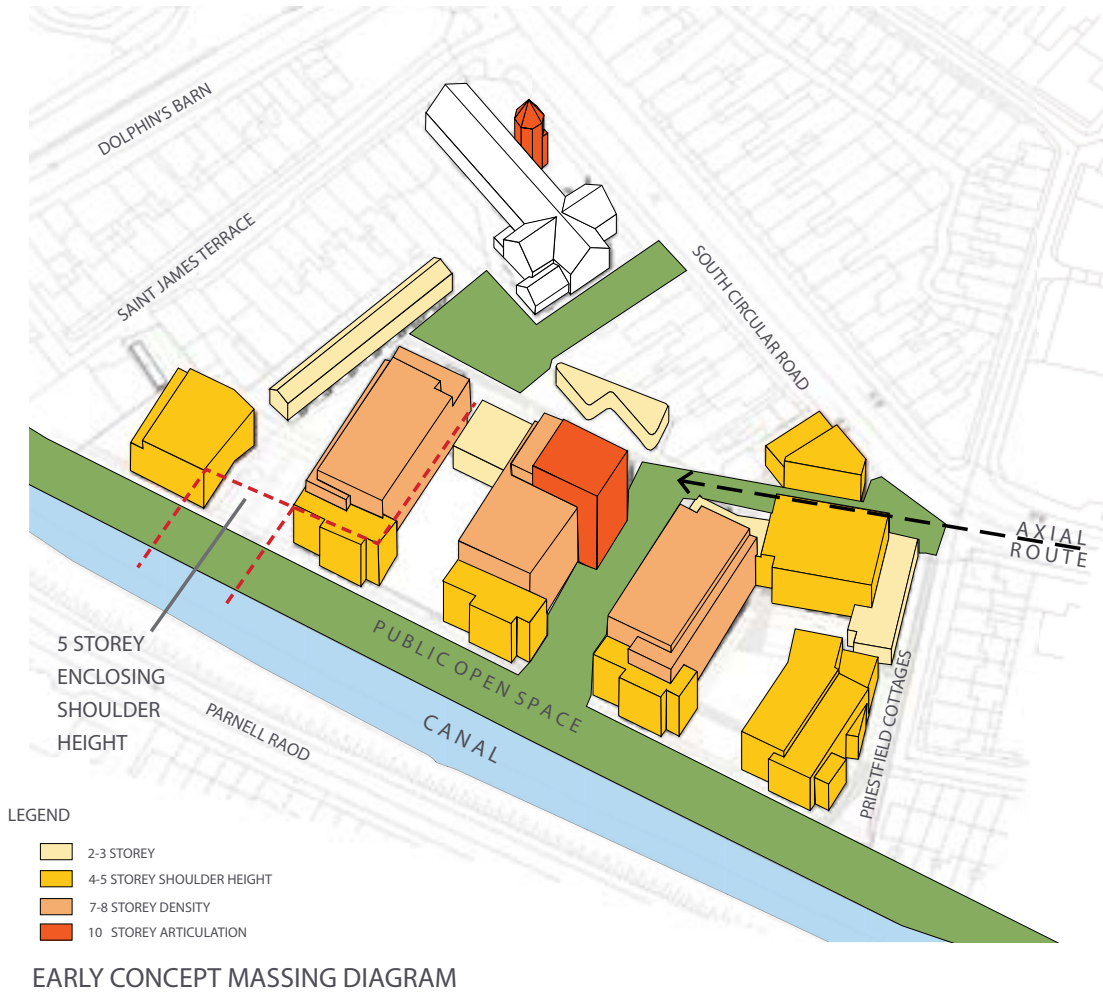 DOLPHIN'S BARN
SAINT JAMES TERRACE
SOUTH CIRCULAR ROAD
AXIAL
ROUTE
5 STOREY
ENCLOSING
SHOULDER
HEIGHT
PUBLIC OPEN SPACE
CANAL
PARNELL RAOD
PRIESTFIELD COTTAGES
LEGEND
2-3 STOREY
4-5 STOREY SHOULDER HEIGHT
7-8 STOREY DENSITY
10 STOREY ARTICULATION
EARLY CONCEPT MASSING DIAGRAM